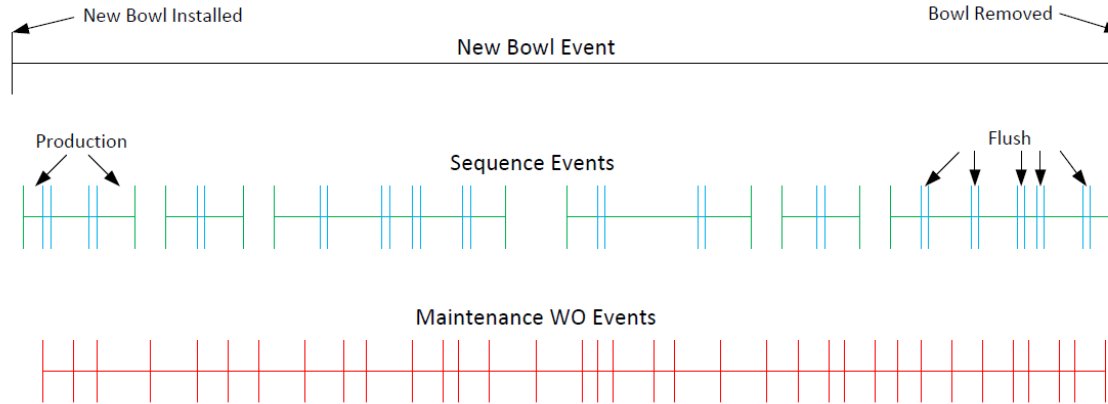 New Bowl Installed
Bowl Removed
New Bowl Event
Production
Flush
Sequence Events
Maintenance WO Events